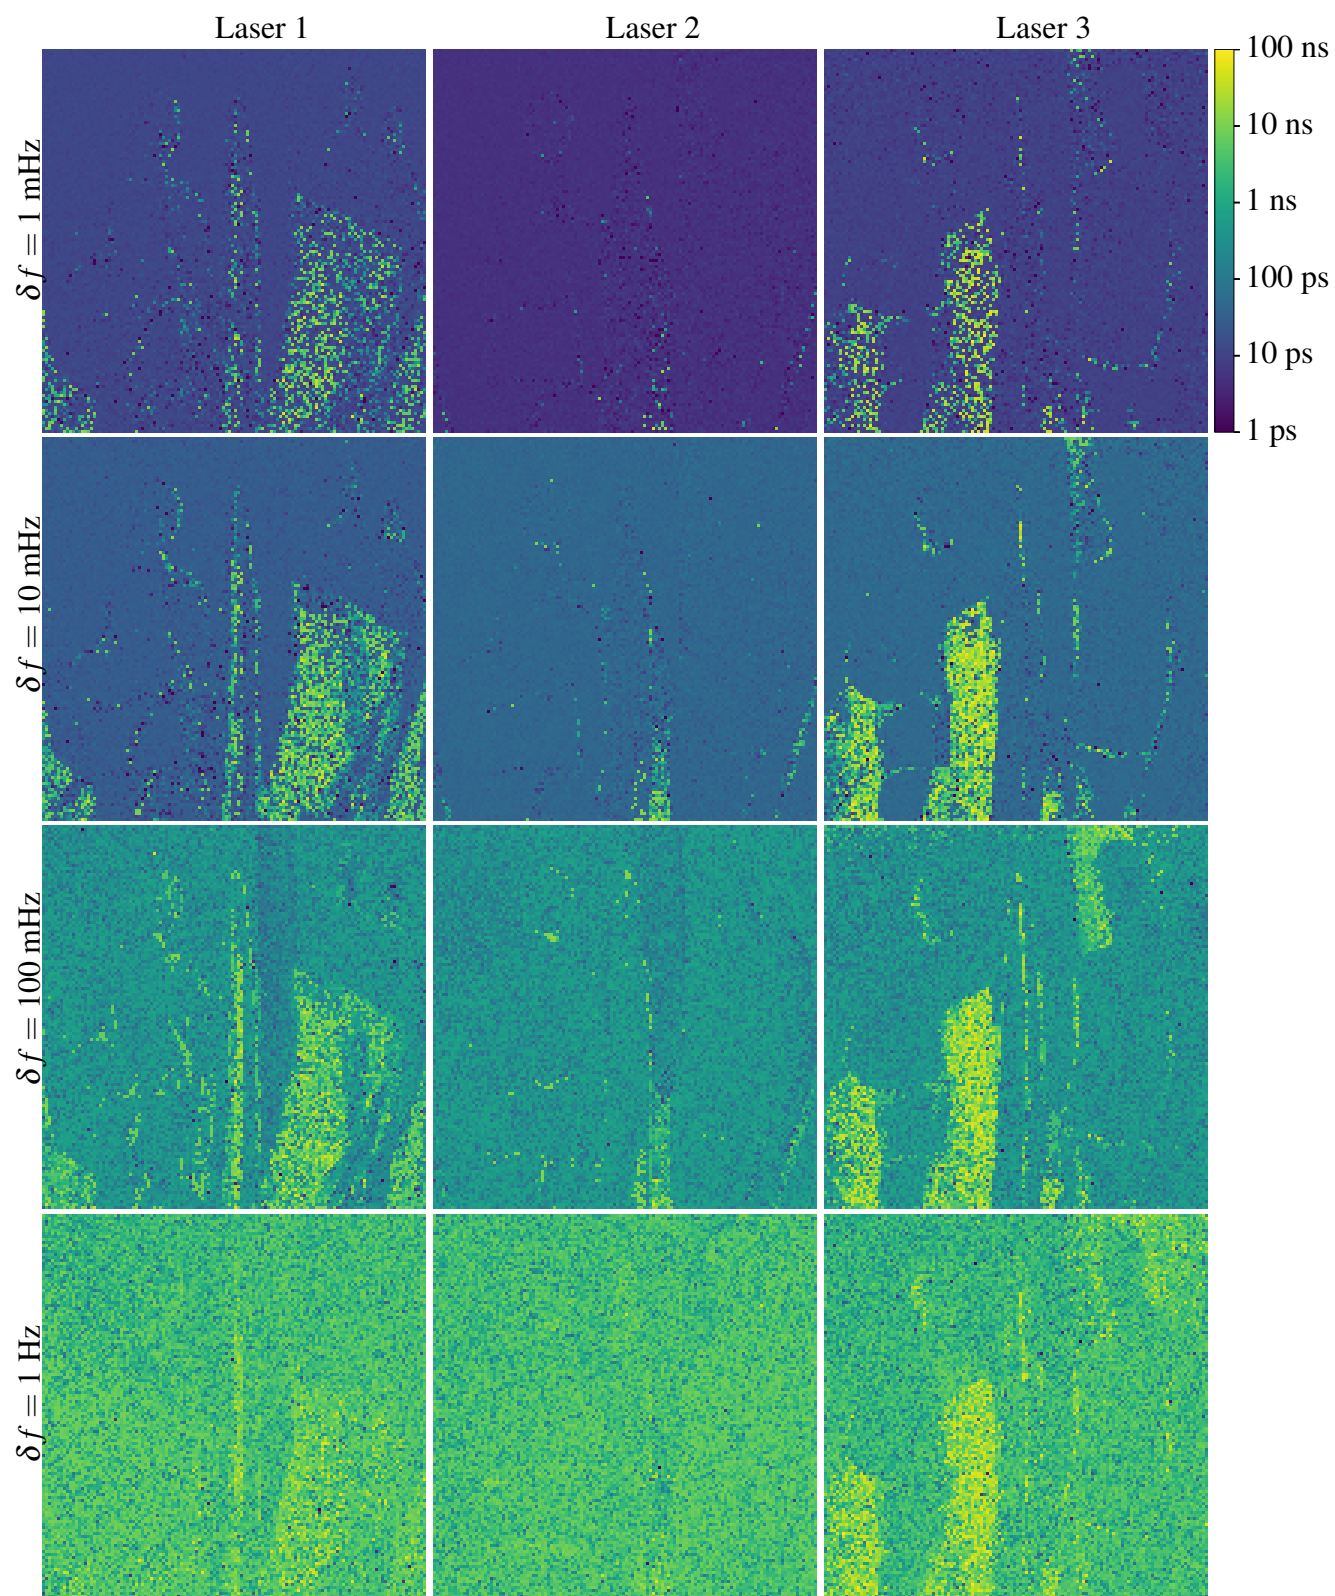 Laser 1
Laser 2
Laser 3
100 ns
10 ns
1 ns
100 ps
10 ps
1 ps
δf = 1 mHz
δf = 10 mHz
δf = 100 mHz
δf = 1 Hz